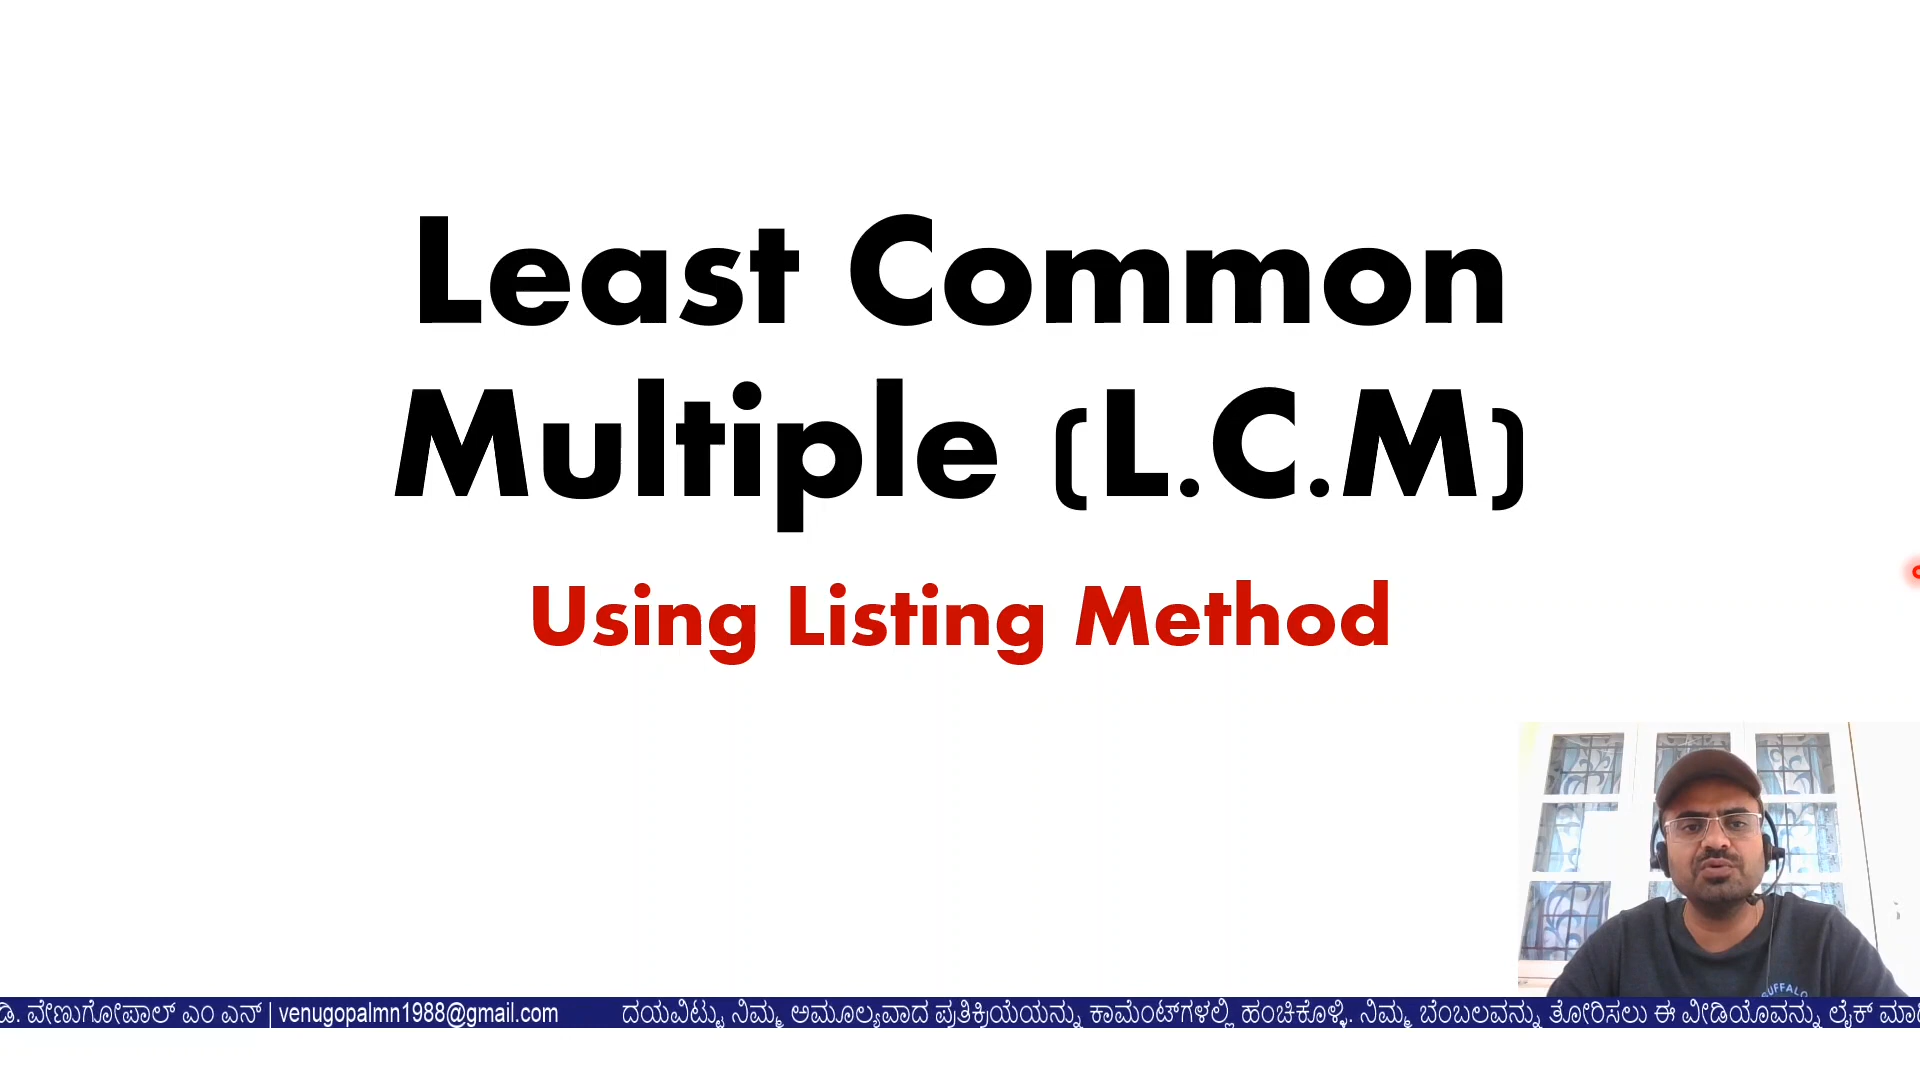 Least Common
Multiple (L.C.M)
Using Listing Method
ವೇಣುಗೋಪಾಲ್ ಎಂ ಎನ್ | venugopalmn1988@gmail.com ದಯವಿಟ್ಟು ನಿಮ್ಮ ಅಮೂಲ್ಯವಾದ ಪ್ರತಿಕ್ರಿಯೆಯನ್ನು ಕಾಮೆಂಟ್‌ಗಳಲ್ಲಿ ಹಂಚಿಕೊಳ್ಳಿ. ನಿಮ್ಮ ಬೆಂಬಲವನ್ನು ತೋರಿಸಲು ಈ ವೀಡಿಯೊವನ್ನು ಲೈಕ್